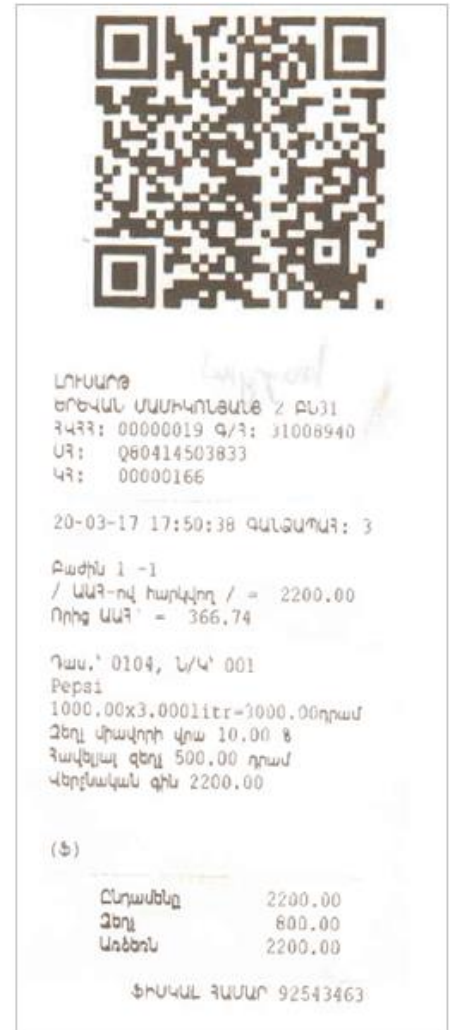 ԼՈՒՍԱՐԹ
ԵՐԵՎԱՆ ՄԱՄԻԿՈՆՅԱՆՑ 2 ԲՆ31
ՀԿՀՀ: 00000019 Գ/Հ: 31008940
ՍՀ: Q80414503833
ԿՀ: 00000166
20-03-17 17:50:38 ԳԱՆՁԱՊԱՀ: 3
Բաժին 1 -1
/ ԱԱՀ-ով հարկվող / = 2200.00
Որից ԱԱՀ՝ = 366.74
Դաս.՝ 0104, Ն/Կ՝ 001
Pepsi
1000.00x3.000litr=3000.00դրամ
Զեղչ միավորի վրա 10.00 %
Հավելյալ զեղչ 500.00 դրամ
Վերջնական գին 2200.00
(Ֆ)
Ընդամենը 2200.00
Զեղչ 800.00
Առձեռն 2200.00
ՖԻՍԿԱԼ ՀԱՄԱՐ 92543463